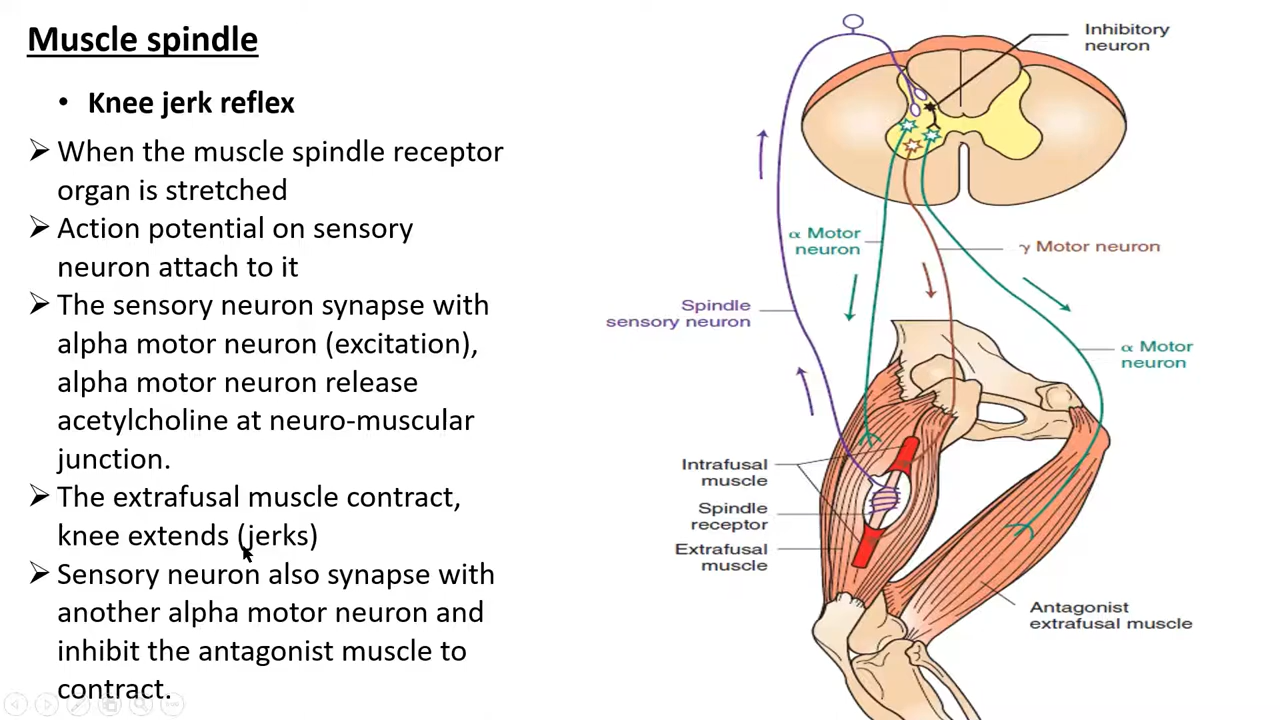 Muscle spindle
• Knee jerk reflex
➢ When the muscle spindle receptor
organ is stretched
➢ Action potential on sensory
neuron attach to it
➢ The sensory neuron synapse with
alpha motor neuron (excitation),
alpha motor neuron release
acetylcholine at neuro-muscular
junction.
➢ The extrafusal muscle contract,
knee extends (jerks)
➢ Sensory neuron also synapse with
another alpha motor neuron and
inhibit the antagonist muscle to
contract.
Inhibitory
neuron
α Motor
neuron
γ Motor neuron
Spindle
sensory neuron
α Motor
neuron
Intrafusal
muscle
Spindle
receptor
Extrafusal
muscle
Antagonist
extrafusal muscle